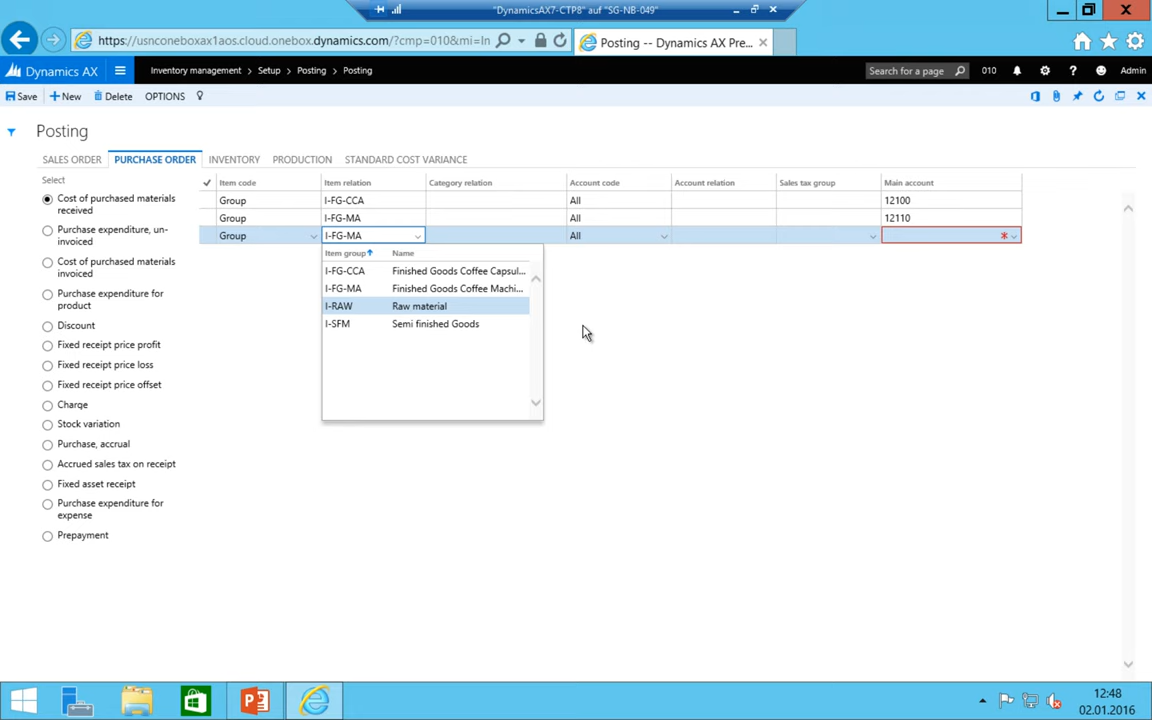 "DynamicsAX7-CTP8" auf "SG-NB-049"
https://usnconeboxax1aos.cloud.onebox.dynamics.com/?cmp=010&mi=In
Posting -- Dynamics AX Pre...
Dynamics AX
Inventory management > Setup > Posting > Posting
Search for a page
010
Admin
Save
New
Delete
OPTIONS
Posting
SALES ORDER PURCHASE ORDER INVENTORY PRODUCTION STANDARD COST VARIANCE
Select
Cost of purchased materials
received
Purchase expenditure, un-
invoiced
Cost of purchased materials
invoiced
Purchase expenditure for
product
Discount
Fixed receipt price profit
Fixed receipt price loss
Fixed receipt price offset
Charge
Stock variation
Purchase, accrual
Accrued sales tax on receipt
Fixed asset receipt
Purchase expenditure for
expense
Prepayment
Item code Item relation Category relation Account code Account relation Sales tax group Main account
Group I-FG-CCA All 12100
Group I-FG-MA All 12110
Group I-FG-MA All *
Item group Name
I-FG-CCA Finished Goods Coffee Capsul...
I-FG-MA Finished Goods Coffee Machi...
I-RAW Raw material
I-SFM Semi finished Goods
12:48
02.01.2016